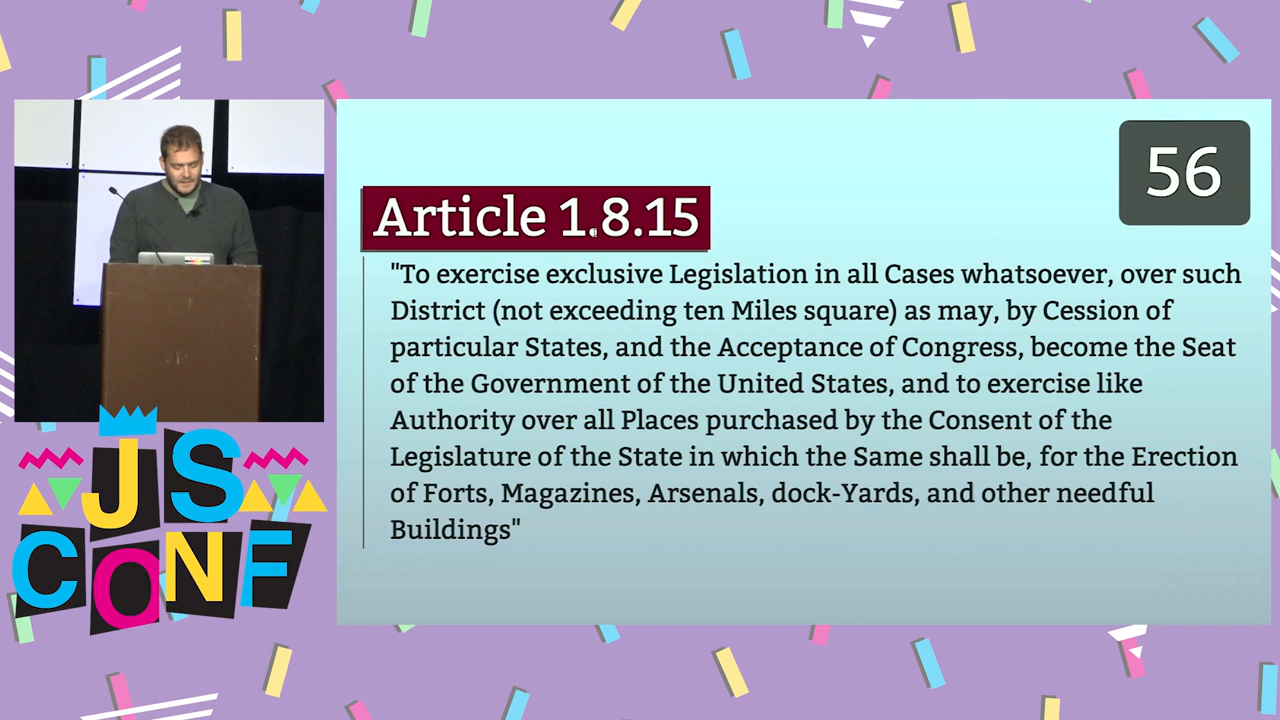 56
Article 1.8.15
"To exercise exclusive Legislation in all Cases whatsoever, over such
District (not exceeding ten Miles square) as may, by Cession of
particular States, and the Acceptance of Congress, become the Seat
of the Government of the United States, and to exercise like
Authority over all Places purchased by the Consent of the
Legislature of the State in which the Same shall be, for the Erection
of Forts, Magazines, Arsenals, dock-Yards, and other needful
Buildings"
JS
CONF